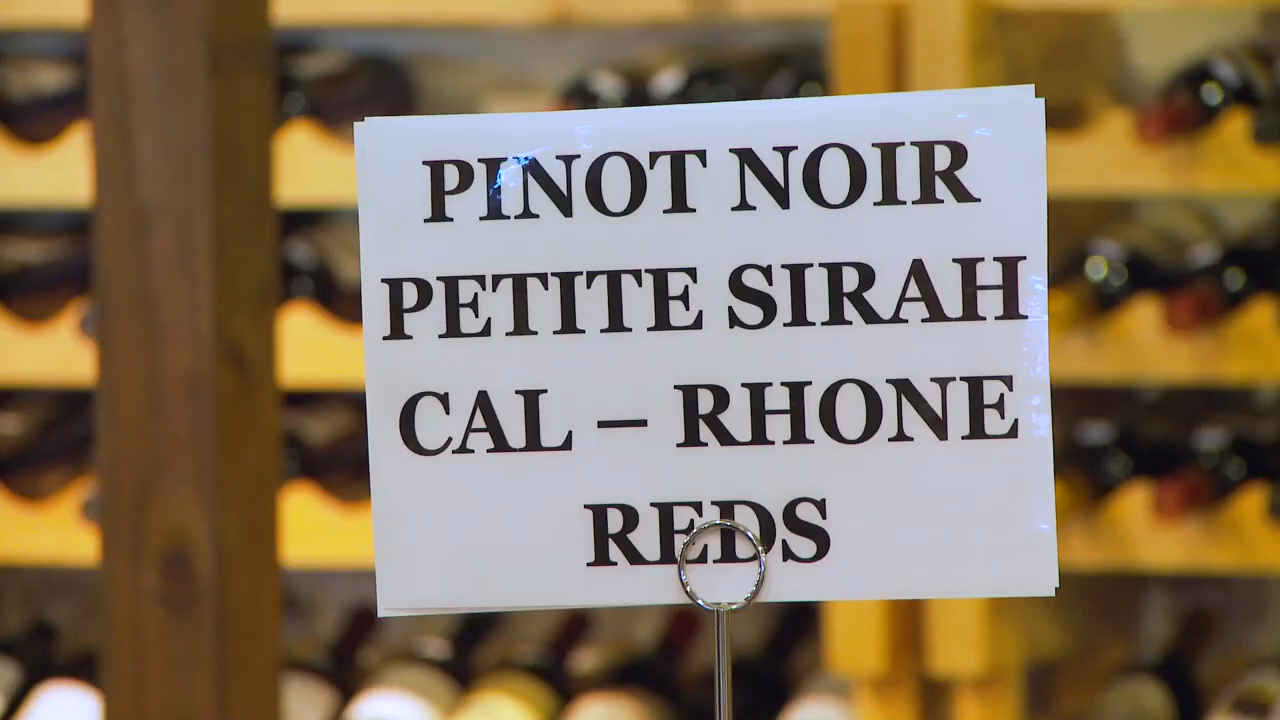 PINOT NOIR
PETITE SIRAH
CAL – RHONE
REDS